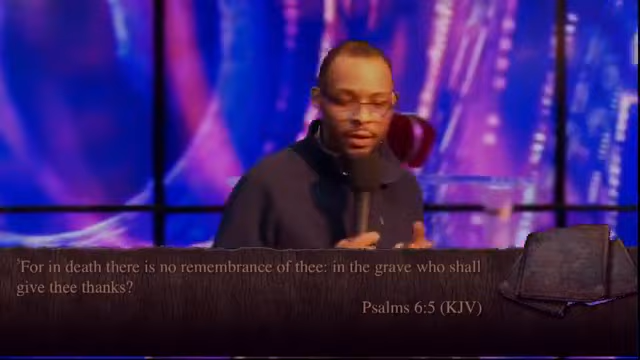 ⁵For in death there is no remembrance of thee: in the grave who shall
give thee thanks?
Psalms 6:5 (KJV)